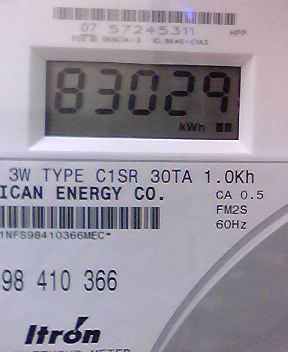 07 57245311
83029
kWh
3W TYPE C1SR 30TA 1.0Kh
ICAN ENERGY CO.
CA 0.5
FM2S
60Hz
1NFS98410366MEC*
98 410 366
Itron